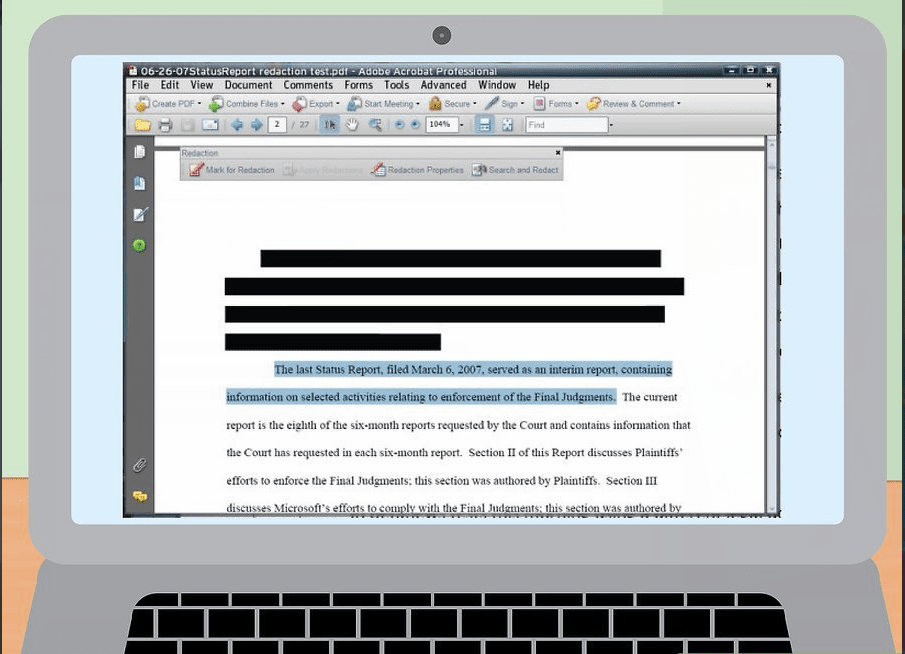 06-26-07StatusReport redaction test.pdf - Adobe Acrobat Professional
File Edit View Document Comments Forms Tools Advanced Window Help
Create PDF Combine Files Export Start Meeting Secure Sign Forms Review & Comment
2 / 27 104% Find
Redaction
Mark for Redaction Apply Redactions Redaction Properties Search and Redact
The last Status Report, filed March 6, 2007, served as an interim report, containing
information on selected activities relating to enforcement of the Final Judgments. The current
report is the eighth of the six-month reports requested by the Court and contains information that
the Court has requested in each six-month report. Section II of this Report discusses Plaintiffs'
efforts to enforce the Final Judgments; this section was authored by Plaintiffs. Section III
discusses Microsoft's efforts to comply with the Final Judgments; this section was authored by